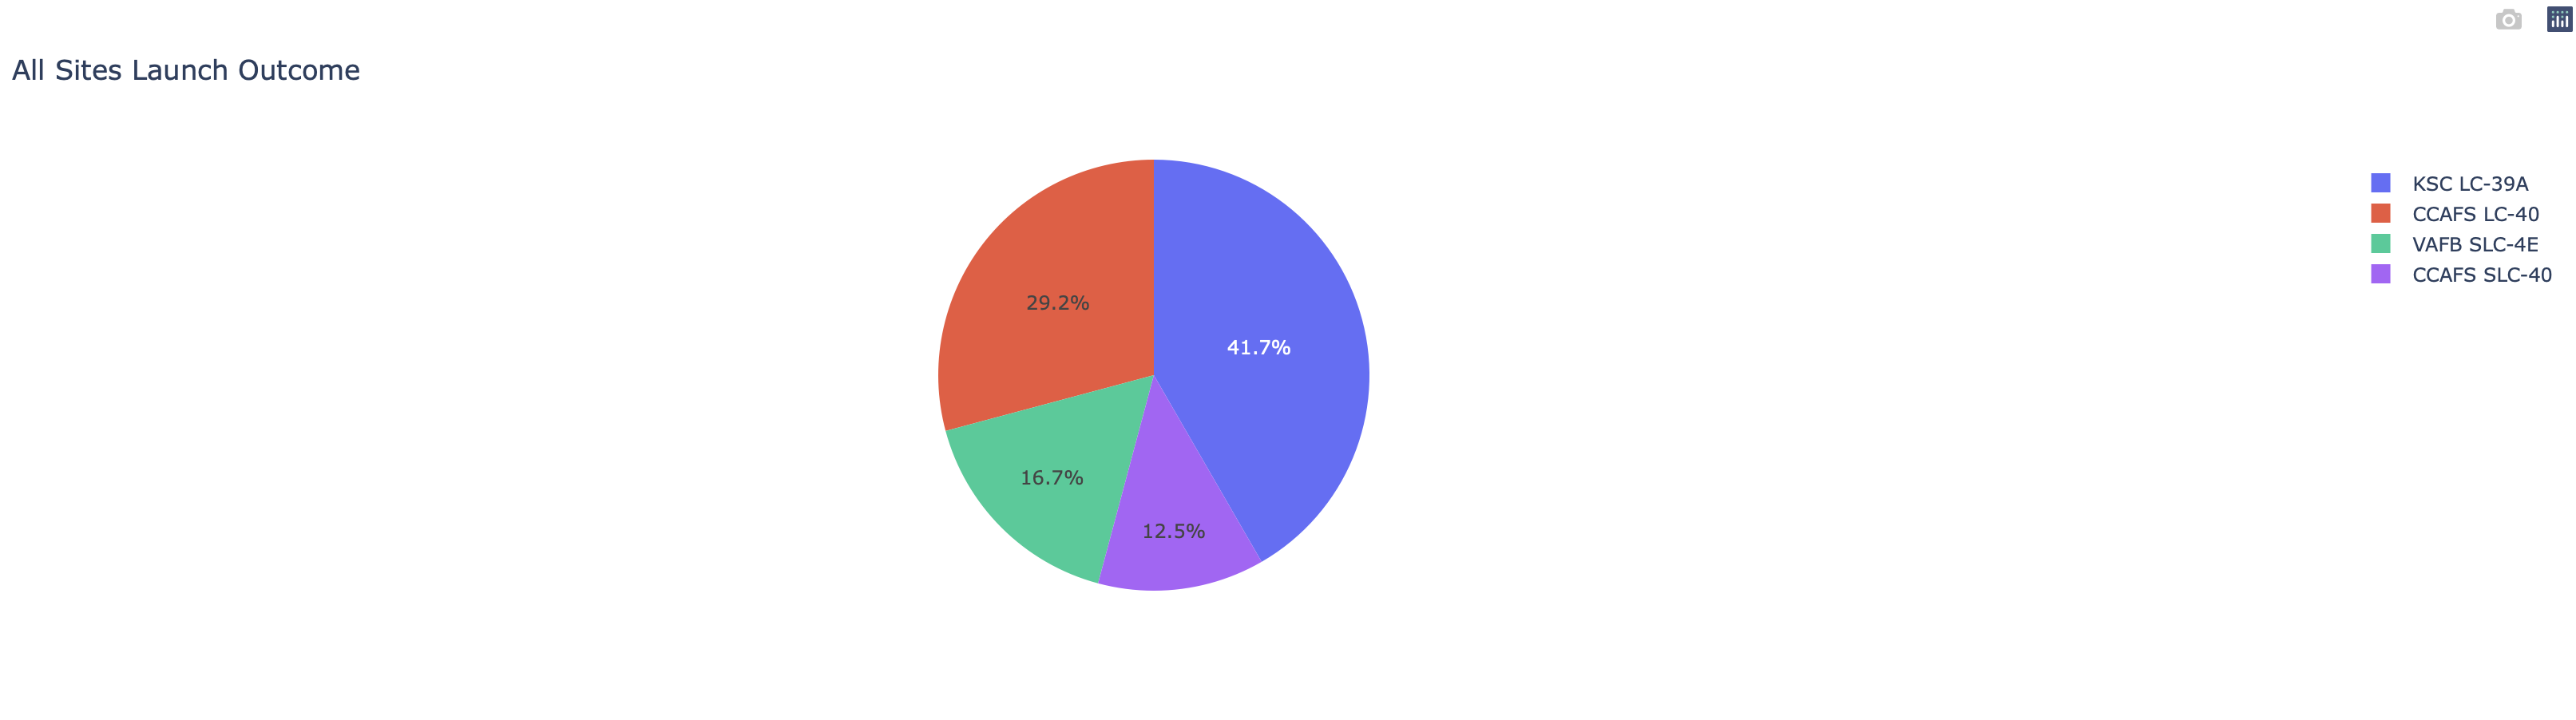 All Sites Launch Outcome
KSC LC-39A
CCAFS LC-40
VAFB SLC-4E
CCAFS SLC-40
29.2%
41.7%
16.7%
12.5%